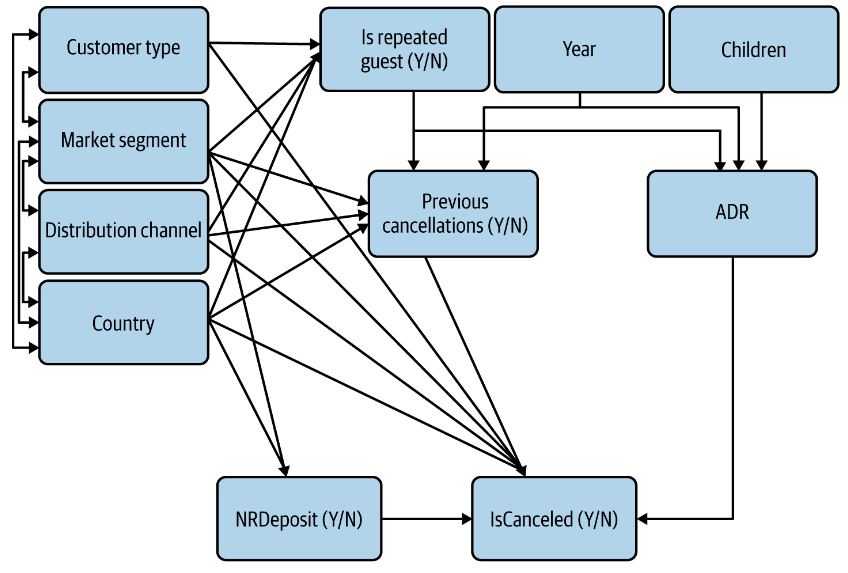 Customer type
Is repeated
guest (Y/N)
Year
Children
Market segment
Previous
cancellations (Y/N)
ADR
Distribution channel
Country
NRDeposit (Y/N)
IsCanceled (Y/N)